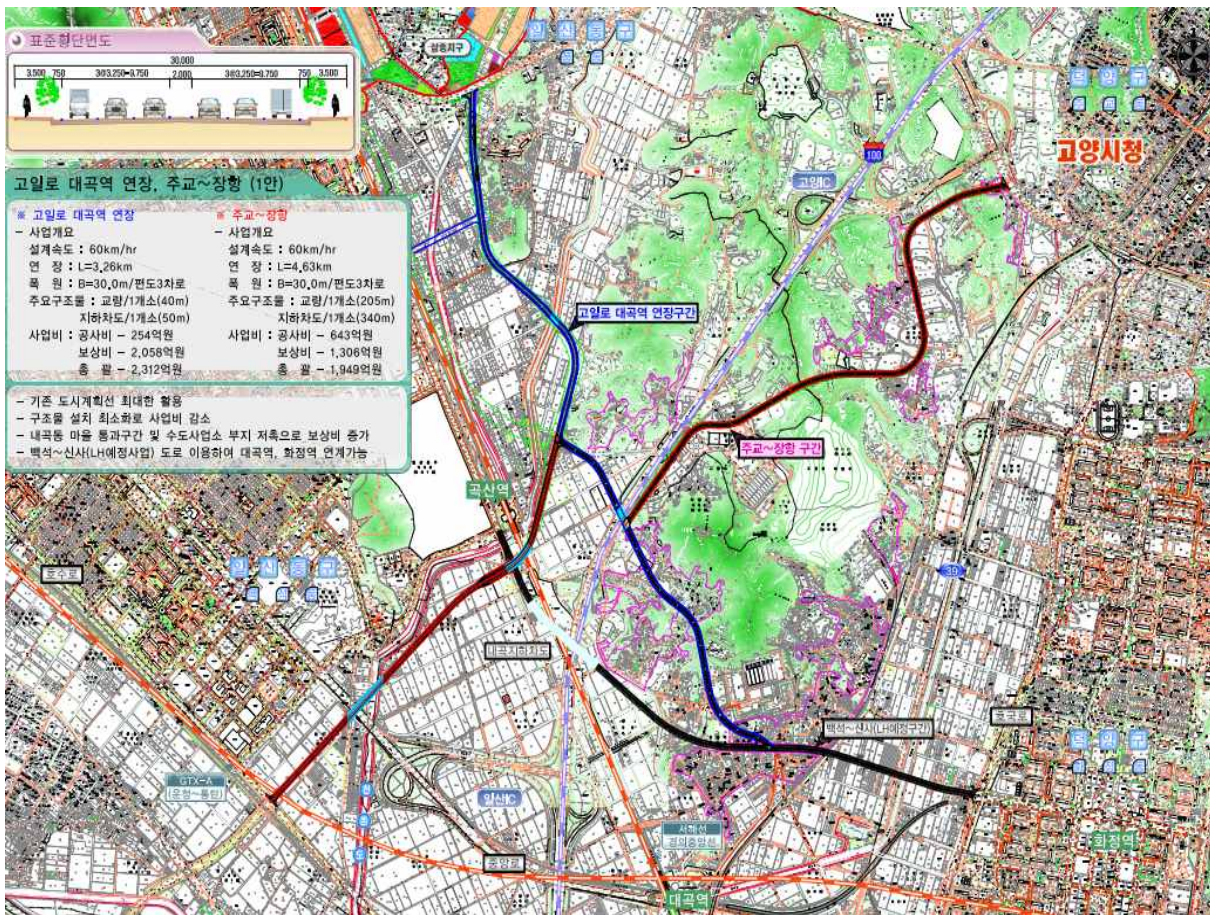 표준횡단면도
30,000
3,500 750 3@3,250=9,750 2,000 3@3,250=9,750 750 3,500
고일로 대곡역 연장, 주교~장항 (1안)
※ 고일로 대곡역 연장
- 사업개요
설계속도 : 60km/hr
연 장 : L=3.26km
폭 원 : B=30.0m/편도3차로
주요구조물 : 교량/1개소(40m)
지하차도/1개소(50m)
사업비 : 공사비 - 254억원
보상비 - 2,058억원
총 괄 - 2,312억원
※ 주교~장항
- 사업개요
설계속도 : 60km/hr
연 장 : L=4.63km
폭 원 : B=30.0m/편도3차로
주요구조물 : 교량/1개소(205m)
지하차도/1개소(340m)
사업비 : 공사비 - 643억원
보상비 - 1,306억원
총 괄 - 1,949억원
- 기존 도시계획선 최대한 활용
- 구조물 설치 최소화로 사업비 감소
- 내곡동 마을 통과구간 및 수도사업소 부지 저촉으로 보상비 증가
- 백석~신사(LH예정사업) 도로 이용하여 대곡역, 화정역 연계가능
일산동구
덕양구
고양시청
100
고양IC
고일로 대곡역 연장구간
주교~장항 구간
곡산역
호수로
일산동구
39
내곡지하차도
백석~신사(LH예정구간)
호국로
덕양구
GTX-A
(운정~동탄)
일산IC
서해선
경의중앙선
중앙로
화정역
대곡역